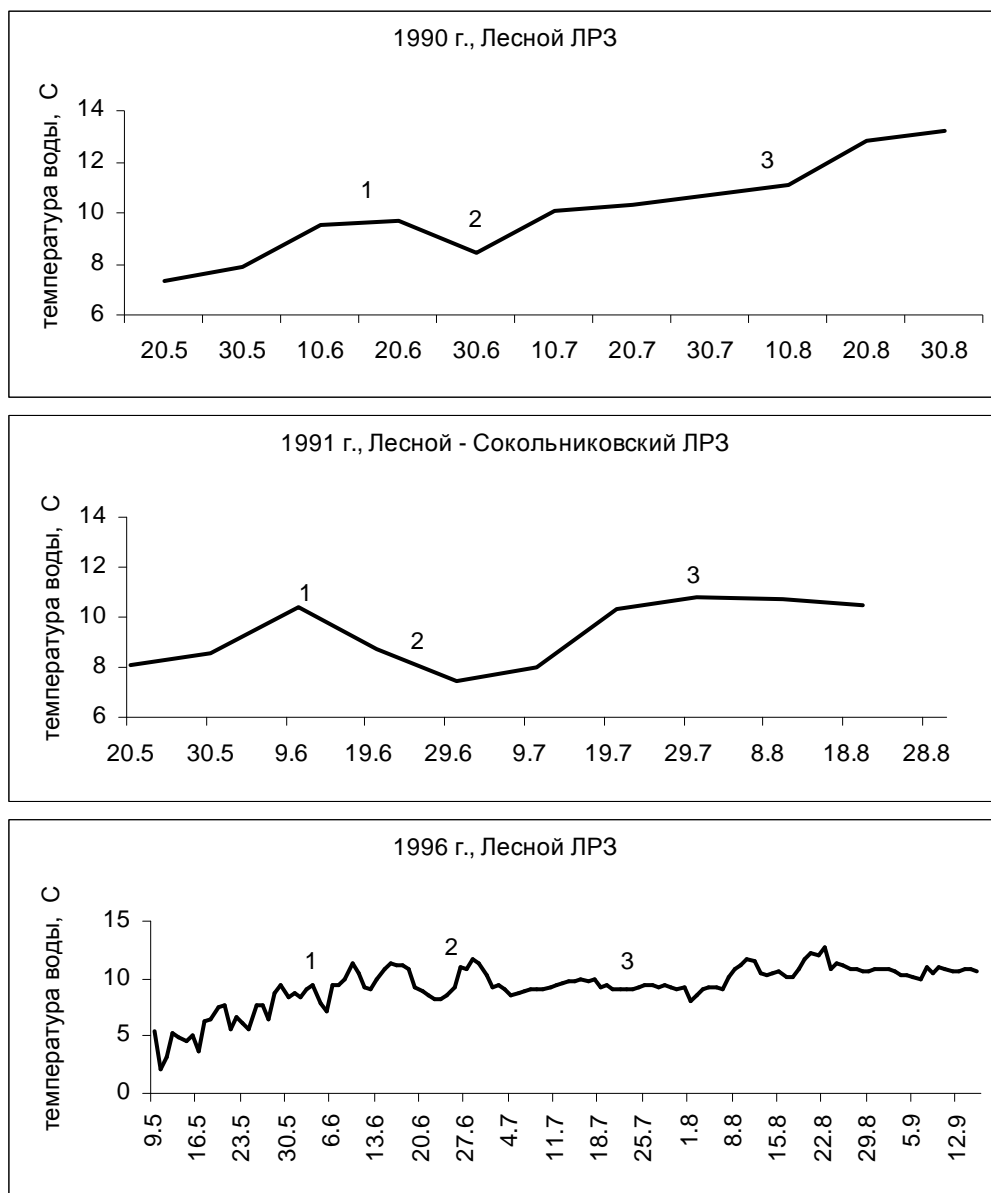 1990 г., Лесной ЛРЗ
температура воды, С
14
12
10
8
6
1
2
3
20.5 30.5 10.6 20.6 30.6 10.7 20.7 30.7 10.8 20.8 30.8
1991 г., Лесной - Сокольниковский ЛРЗ
температура воды, С
14
12
10
8
6
1
2
3
20.5 30.5 9.6 19.6 29.6 9.7 19.7 29.7 8.8 18.8 28.8
1996 г., Лесной ЛРЗ
температура воды, С
15
10
5
0
1 2 3
9.5 16.5 23.5 30.5 6.6 13.6 20.6 27.6 4.7 11.7 18.7 25.7 1.8 8.8 15.8 22.8 29.8 5.9 12.9